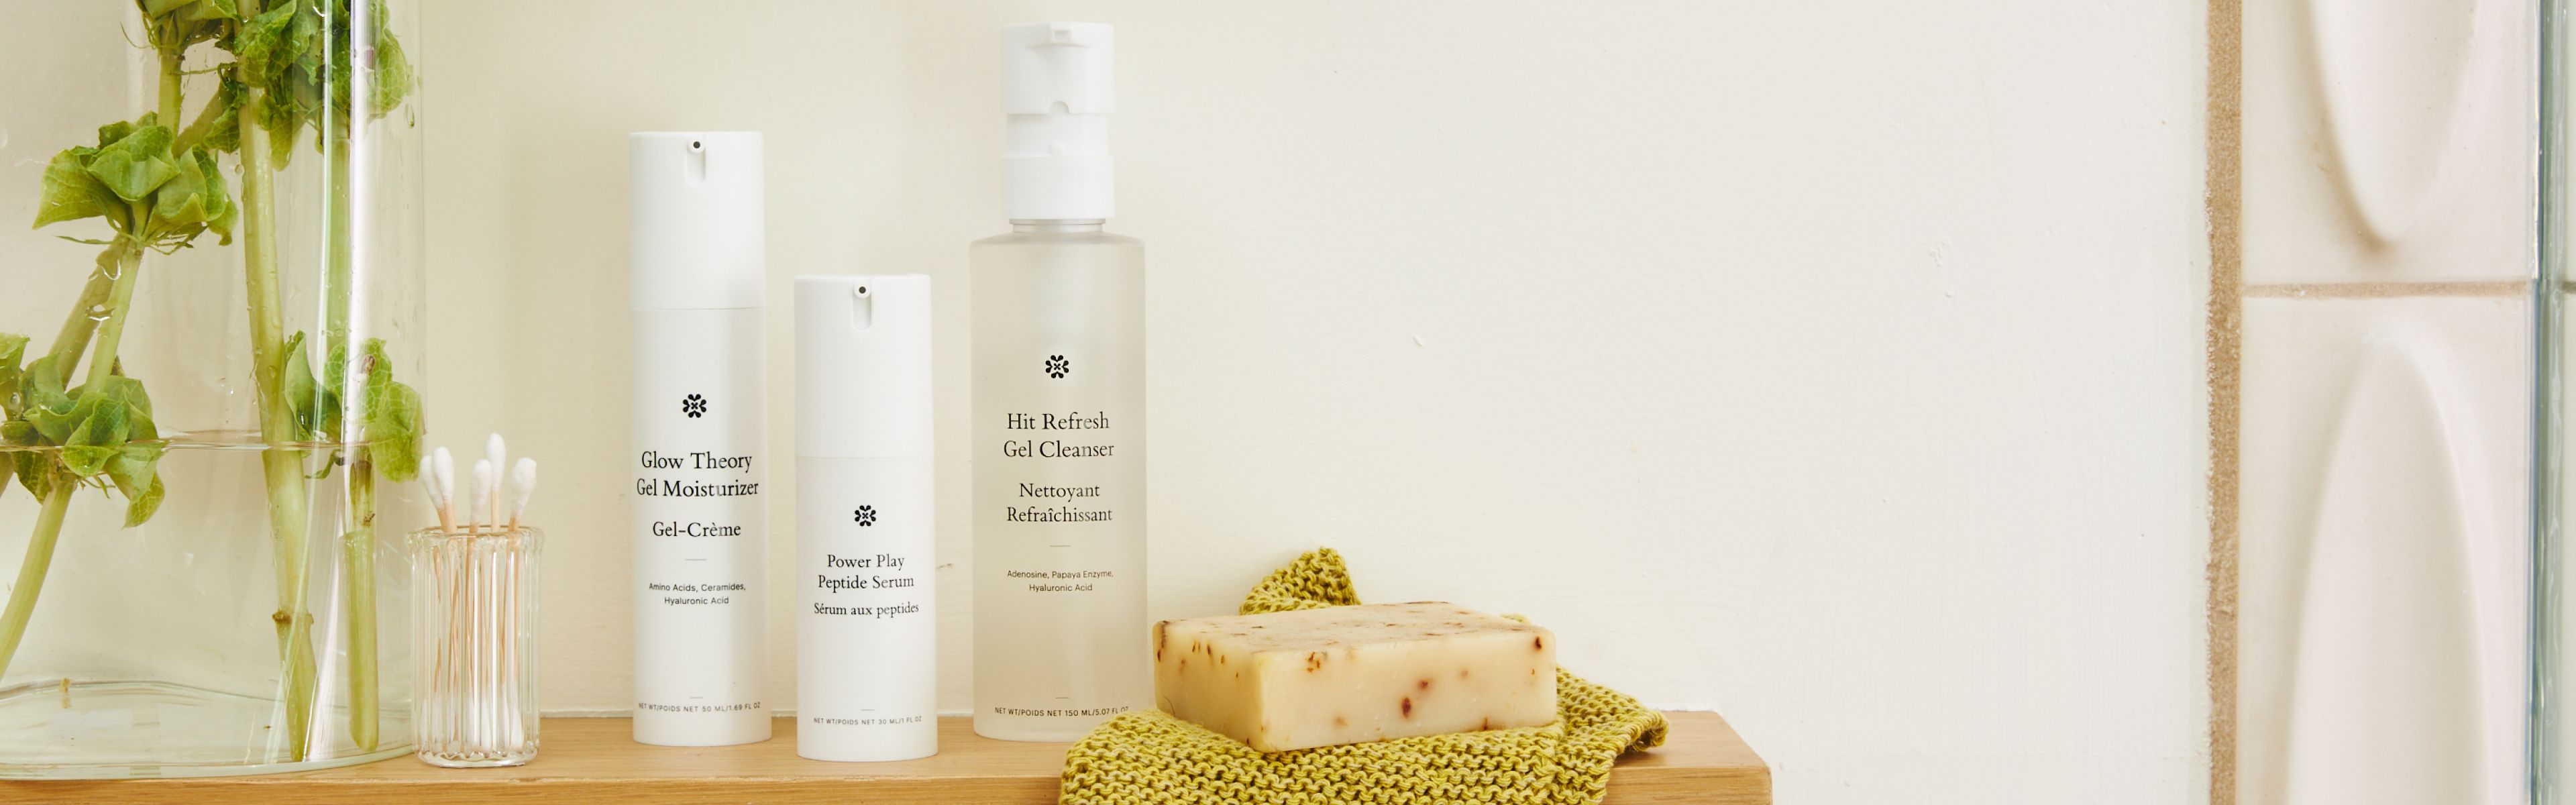 Glow Theory
Gel Moisturizer
Gel-Crème
Amino Acids, Ceramides,
Hyaluronic Acid
NET WT/POIDS NET 50 ML/1.69 FL OZ
Power Play
Peptide Serum
Sérum aux peptides
NET WT/POIDS NET 30 ML/1 FL OZ
Hit Refresh
Gel Cleanser
Nettoyant
Refraîchissant
Adenosine, Papaya Enzyme,
Hyaluronic Acid
NET WT/POIDS NET 150 ML/5.07 FL OZ